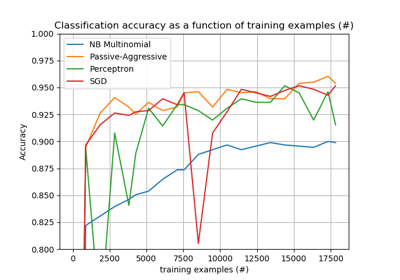 Classification accuracy as a function of training examples (#)
1.000
0.975
0.950
0.925
0.900
0.875
0.850
0.825
0.800
Accuracy
NB Multinomial
Passive-Aggressive
Perceptron
SGD
0 2500 5000 7500 10000 12500 15000 17500
training examples (#)